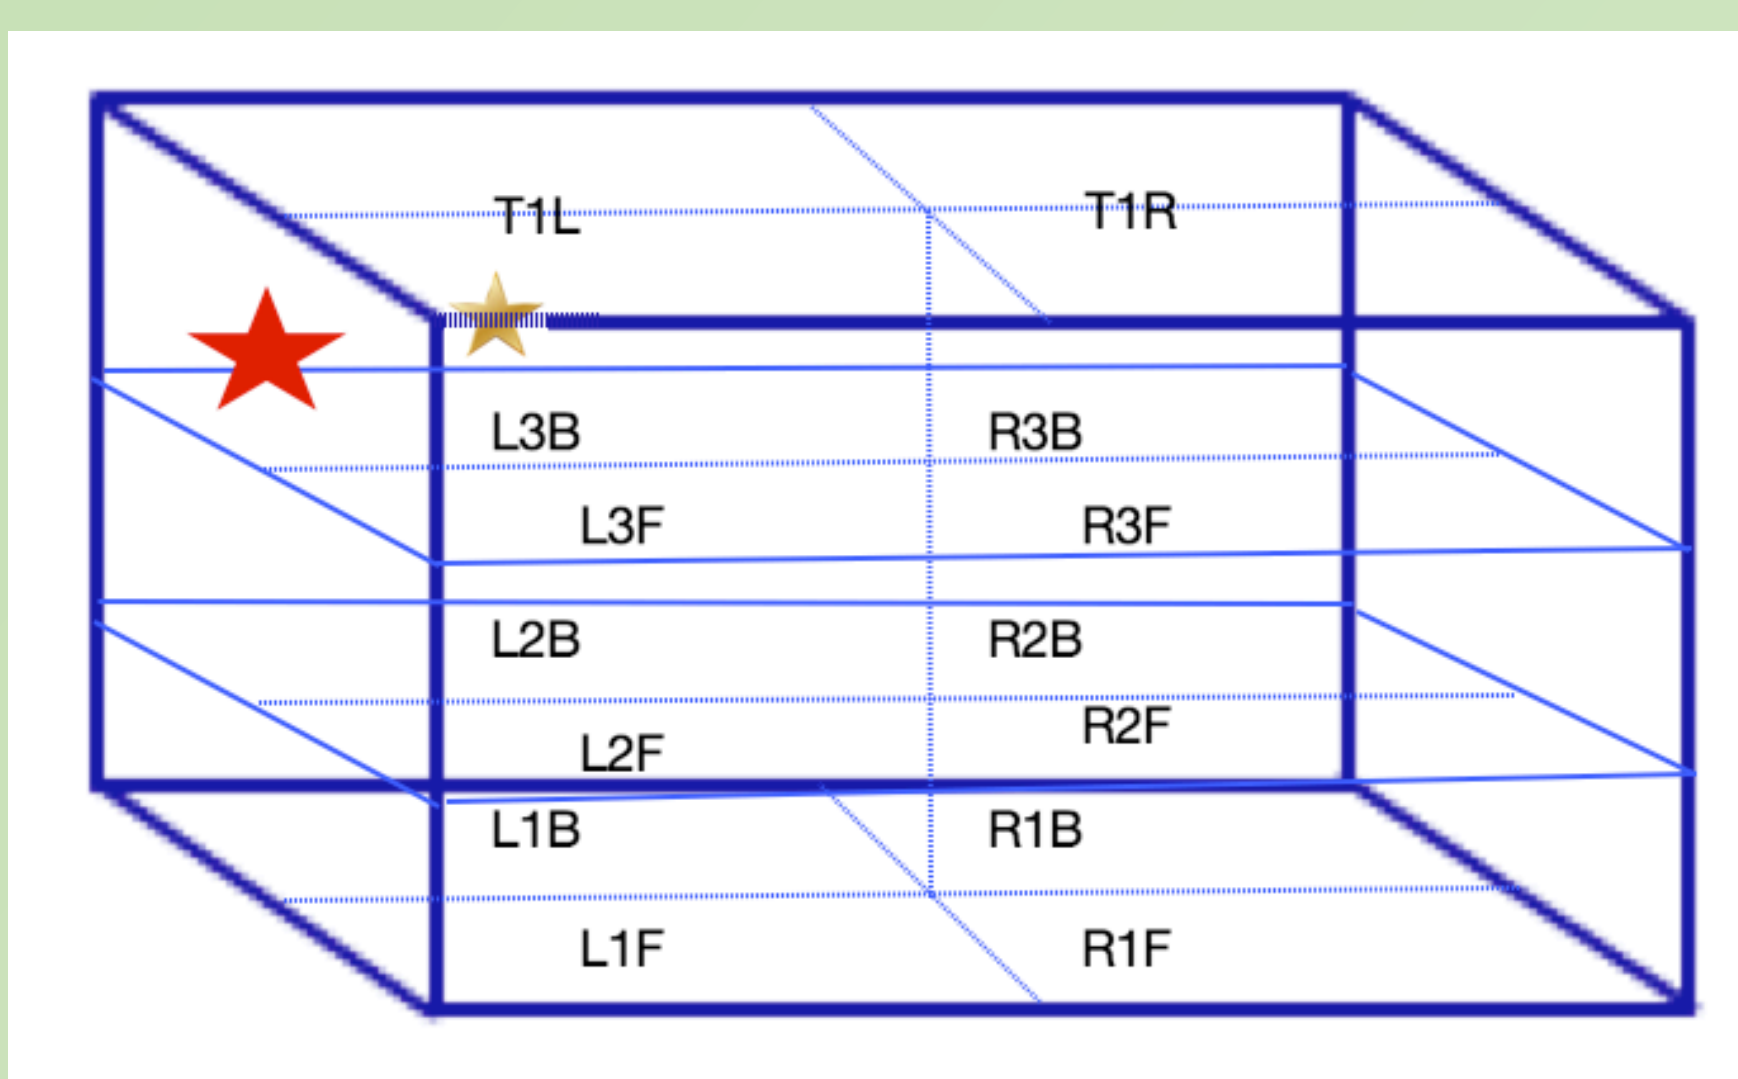 T1L T1R
L3B R3B
L3F R3F
L2B R2B
L2F R2F
L1B R1B
L1F R1F